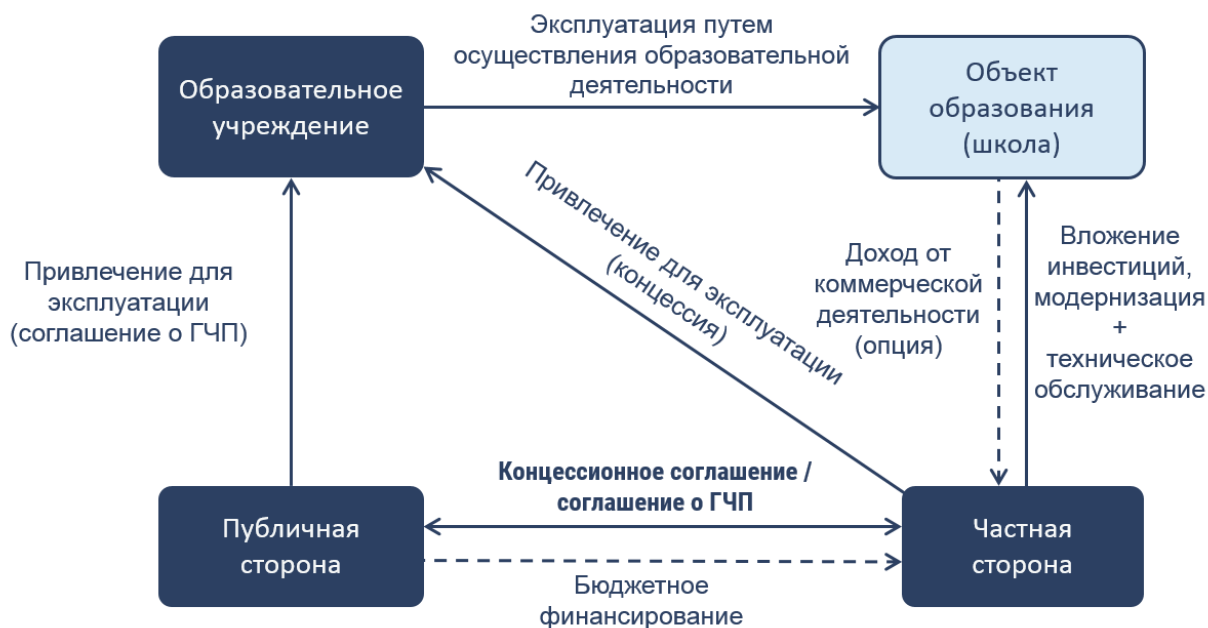 Эксплуатация путем
осуществления образовательной
деятельности
Образовательное
учреждение
Объект
образования
(школа)
Привлечение для эксплуатации
(концессия)
Привлечение для
эксплуатации
(соглашение о ГЧП)
Доход от
коммерческой
деятельности
(опция)
Вложение
инвестиций,
модернизация
+
техническое
обслуживание
Концессионное соглашение /
соглашение о ГЧП
Публичная
сторона
Частная
сторона
Бюджетное
финансирование